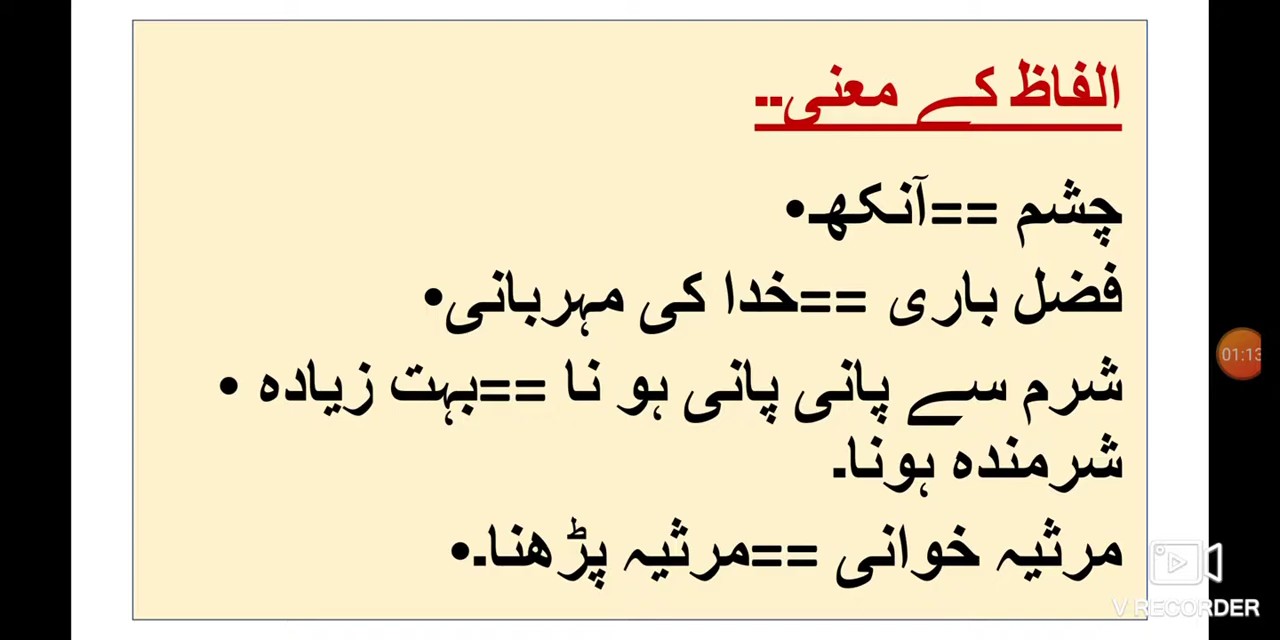 الفاظ کے معنی..
چشم ==آنکھ•
فضل باری ==خدا کی مہربانی•
شرم سے پانی پانی ہو نا ==بہت زیادہ •
شرمندہ ہونا۔
مرثیہ خوانی ==مرثیہ پڑھنا۔•
01:13
V RECORDER